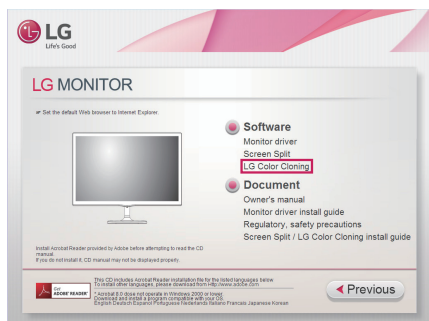 LG
Life's Good
LG MONITOR
☞ Set the default Web browser to Internet Explorer.
Software
Monitor driver
Screen Split
LG Color Cloning
Document
Owner's manual
Monitor driver install guide
Regulatory, safety precautions
Screen Split / LG Color Cloning install guide
Install Acrobat Reader provided by Adobe before attempting to read the CD
manual.
If you do not install it, CD manual may not be displayed properly.
Get
ADOBE® READER®
This CD includes Acrobat Reader installation file for the listed languages below.
To install other languages, please download from http://www.adobe.com
* Acrobat 8.0 dose not operate in Windows 2000 or lower.
Download and install a program compatible with your OS.
English Deutsch Espanol Portuguese Nederlands Italiano Francais Japanese Korean
Previous